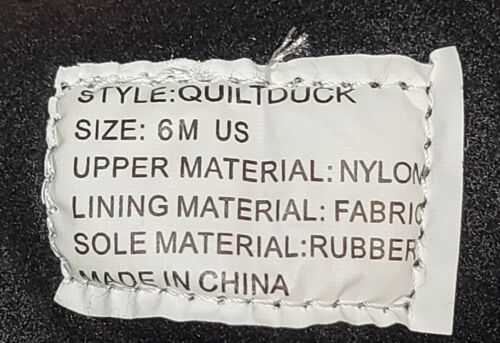 STYLE:QUILTDUCK
SIZE: 6M US
UPPER MATERIAL: NYLON
LINING MATERIAL: FABRIC
SOLE MATERIAL:RUBBER
MADE IN CHINA